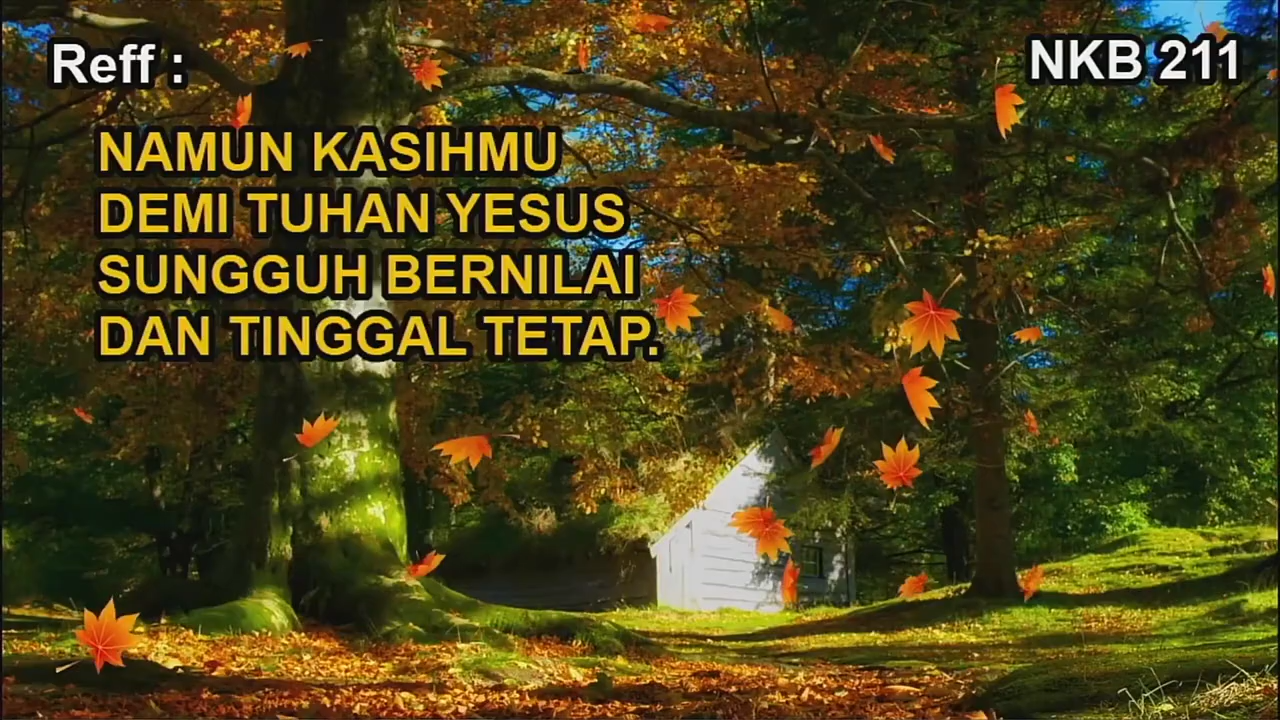 Reff :
NKB 211
NAMUN KASIHMU
DEMI TUHAN YESUS
SUNGGUH BERNILAI
DAN TINGGAL TETAP.